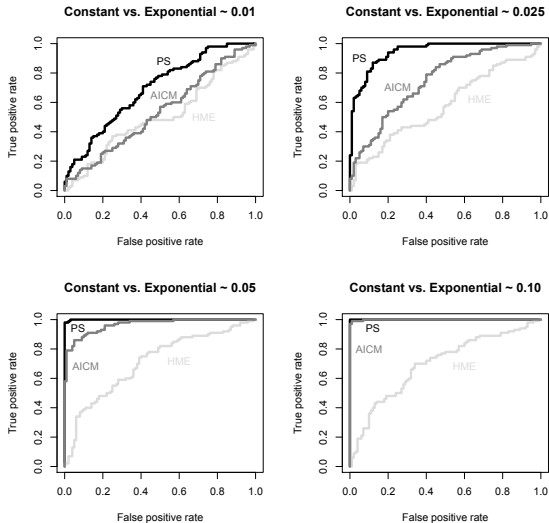 Constant vs. Exponential ~ 0.01
True positive rate
1.0
0.8
0.6
0.4
0.2
0.0
PS
AICM
HME
0.0 0.2 0.4 0.6 0.8 1.0
False positive rate
Constant vs. Exponential ~ 0.025
True positive rate
1.0
0.8
0.6
0.4
0.2
0.0
PS
AICM
HME
0.0 0.2 0.4 0.6 0.8 1.0
False positive rate
Constant vs. Exponential ~ 0.05
True positive rate
1.0
0.8
0.6
0.4
0.2
0.0
PS
AICM
HME
0.0 0.2 0.4 0.6 0.8 1.0
False positive rate
Constant vs. Exponential ~ 0.10
True positive rate
1.0
0.8
0.6
0.4
0.2
0.0
PS
AICM
HME
0.0 0.2 0.4 0.6 0.8 1.0
False positive rate